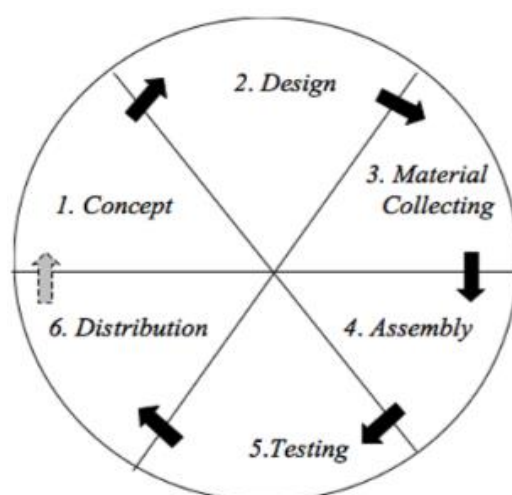 2. Design
1. Concept
3. Material
Collecting
6. Distribution
4. Assembly
5.Testing